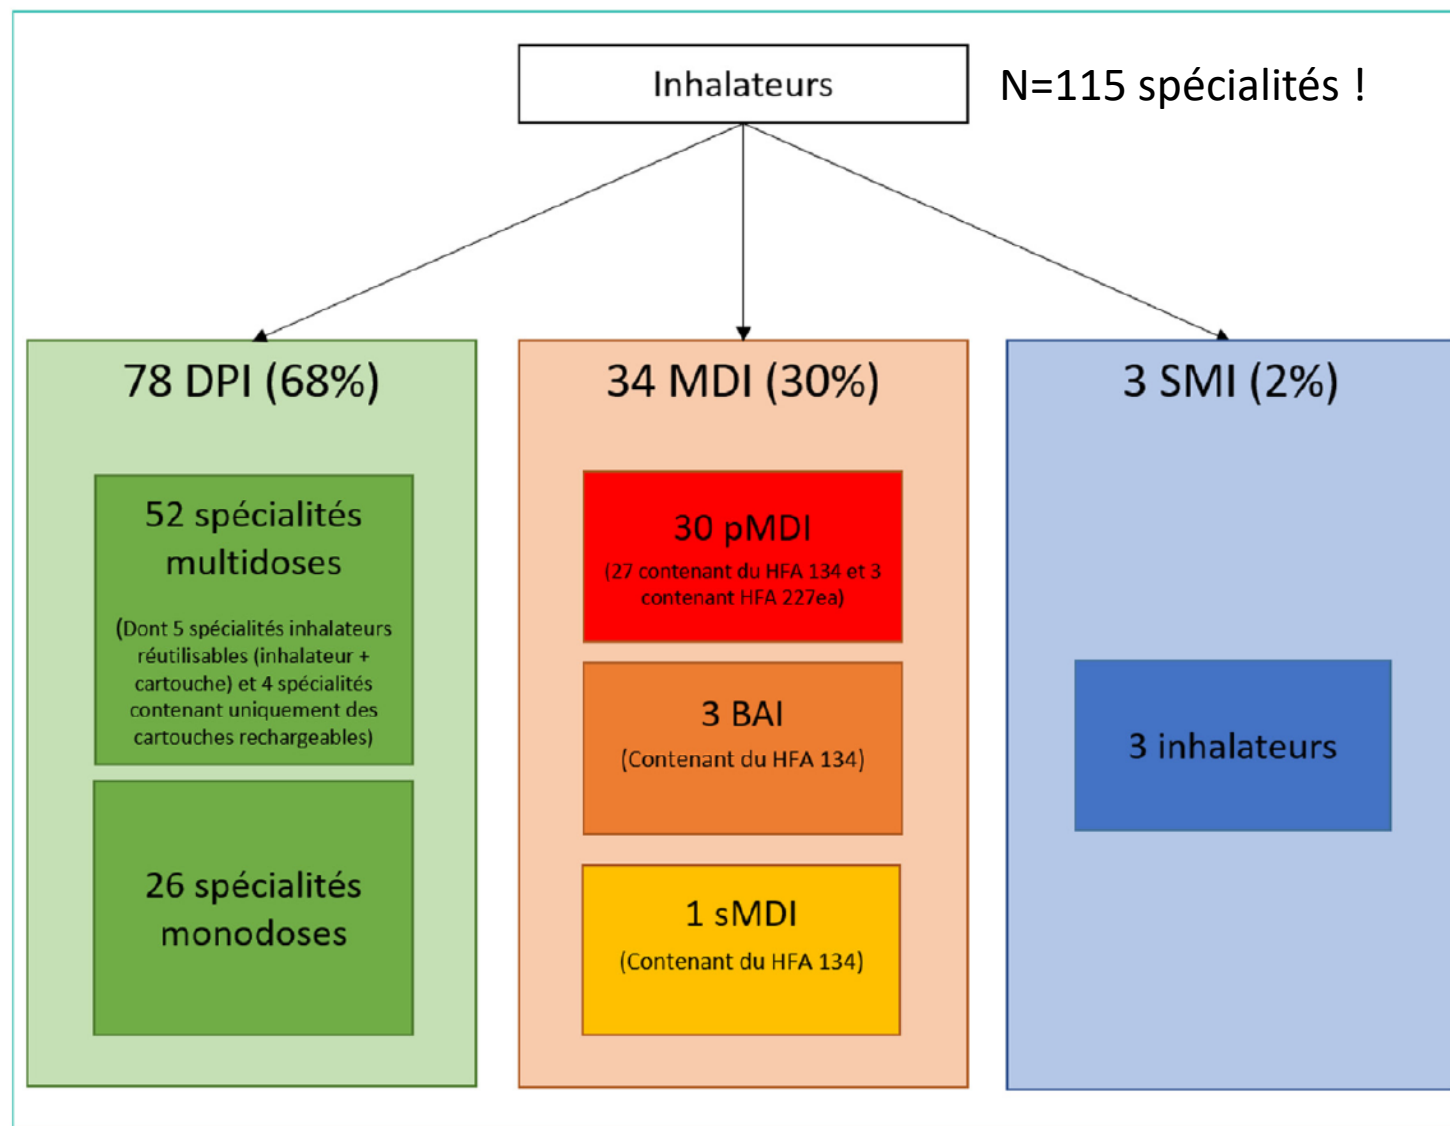 Inhalateurs
N=115 spécialités !
78 DPI (68%)
52 spécialités
multidoses
(Dont 5 spécialités inhalateurs
réutilisables (inhalateur +
cartouche) et 4 spécialités
contenant uniquement des
cartouches rechargeables)
26 spécialités
monodoses
34 MDI (30%)
30 pMDI
(27 contenant du HFA 134 et 3
contenant HFA 227ea)
3 BAI
(Contenant du HFA 134)
1 sMDI
(Contenant du HFA 134)
3 SMI (2%)
3 inhalateurs